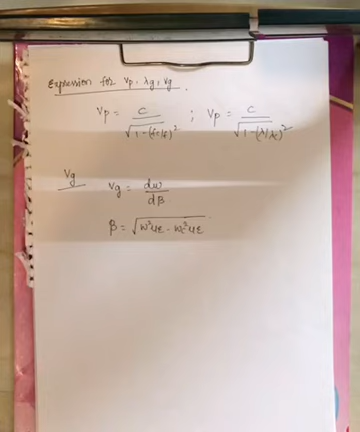 Expression for Vp, λg, Vg.
Vp = C / √1-(fc/f)² ; Vp = C / √1-(λ/λc)²
Vg
Vg = dω / dβ
β = √ω²με - ωc²με